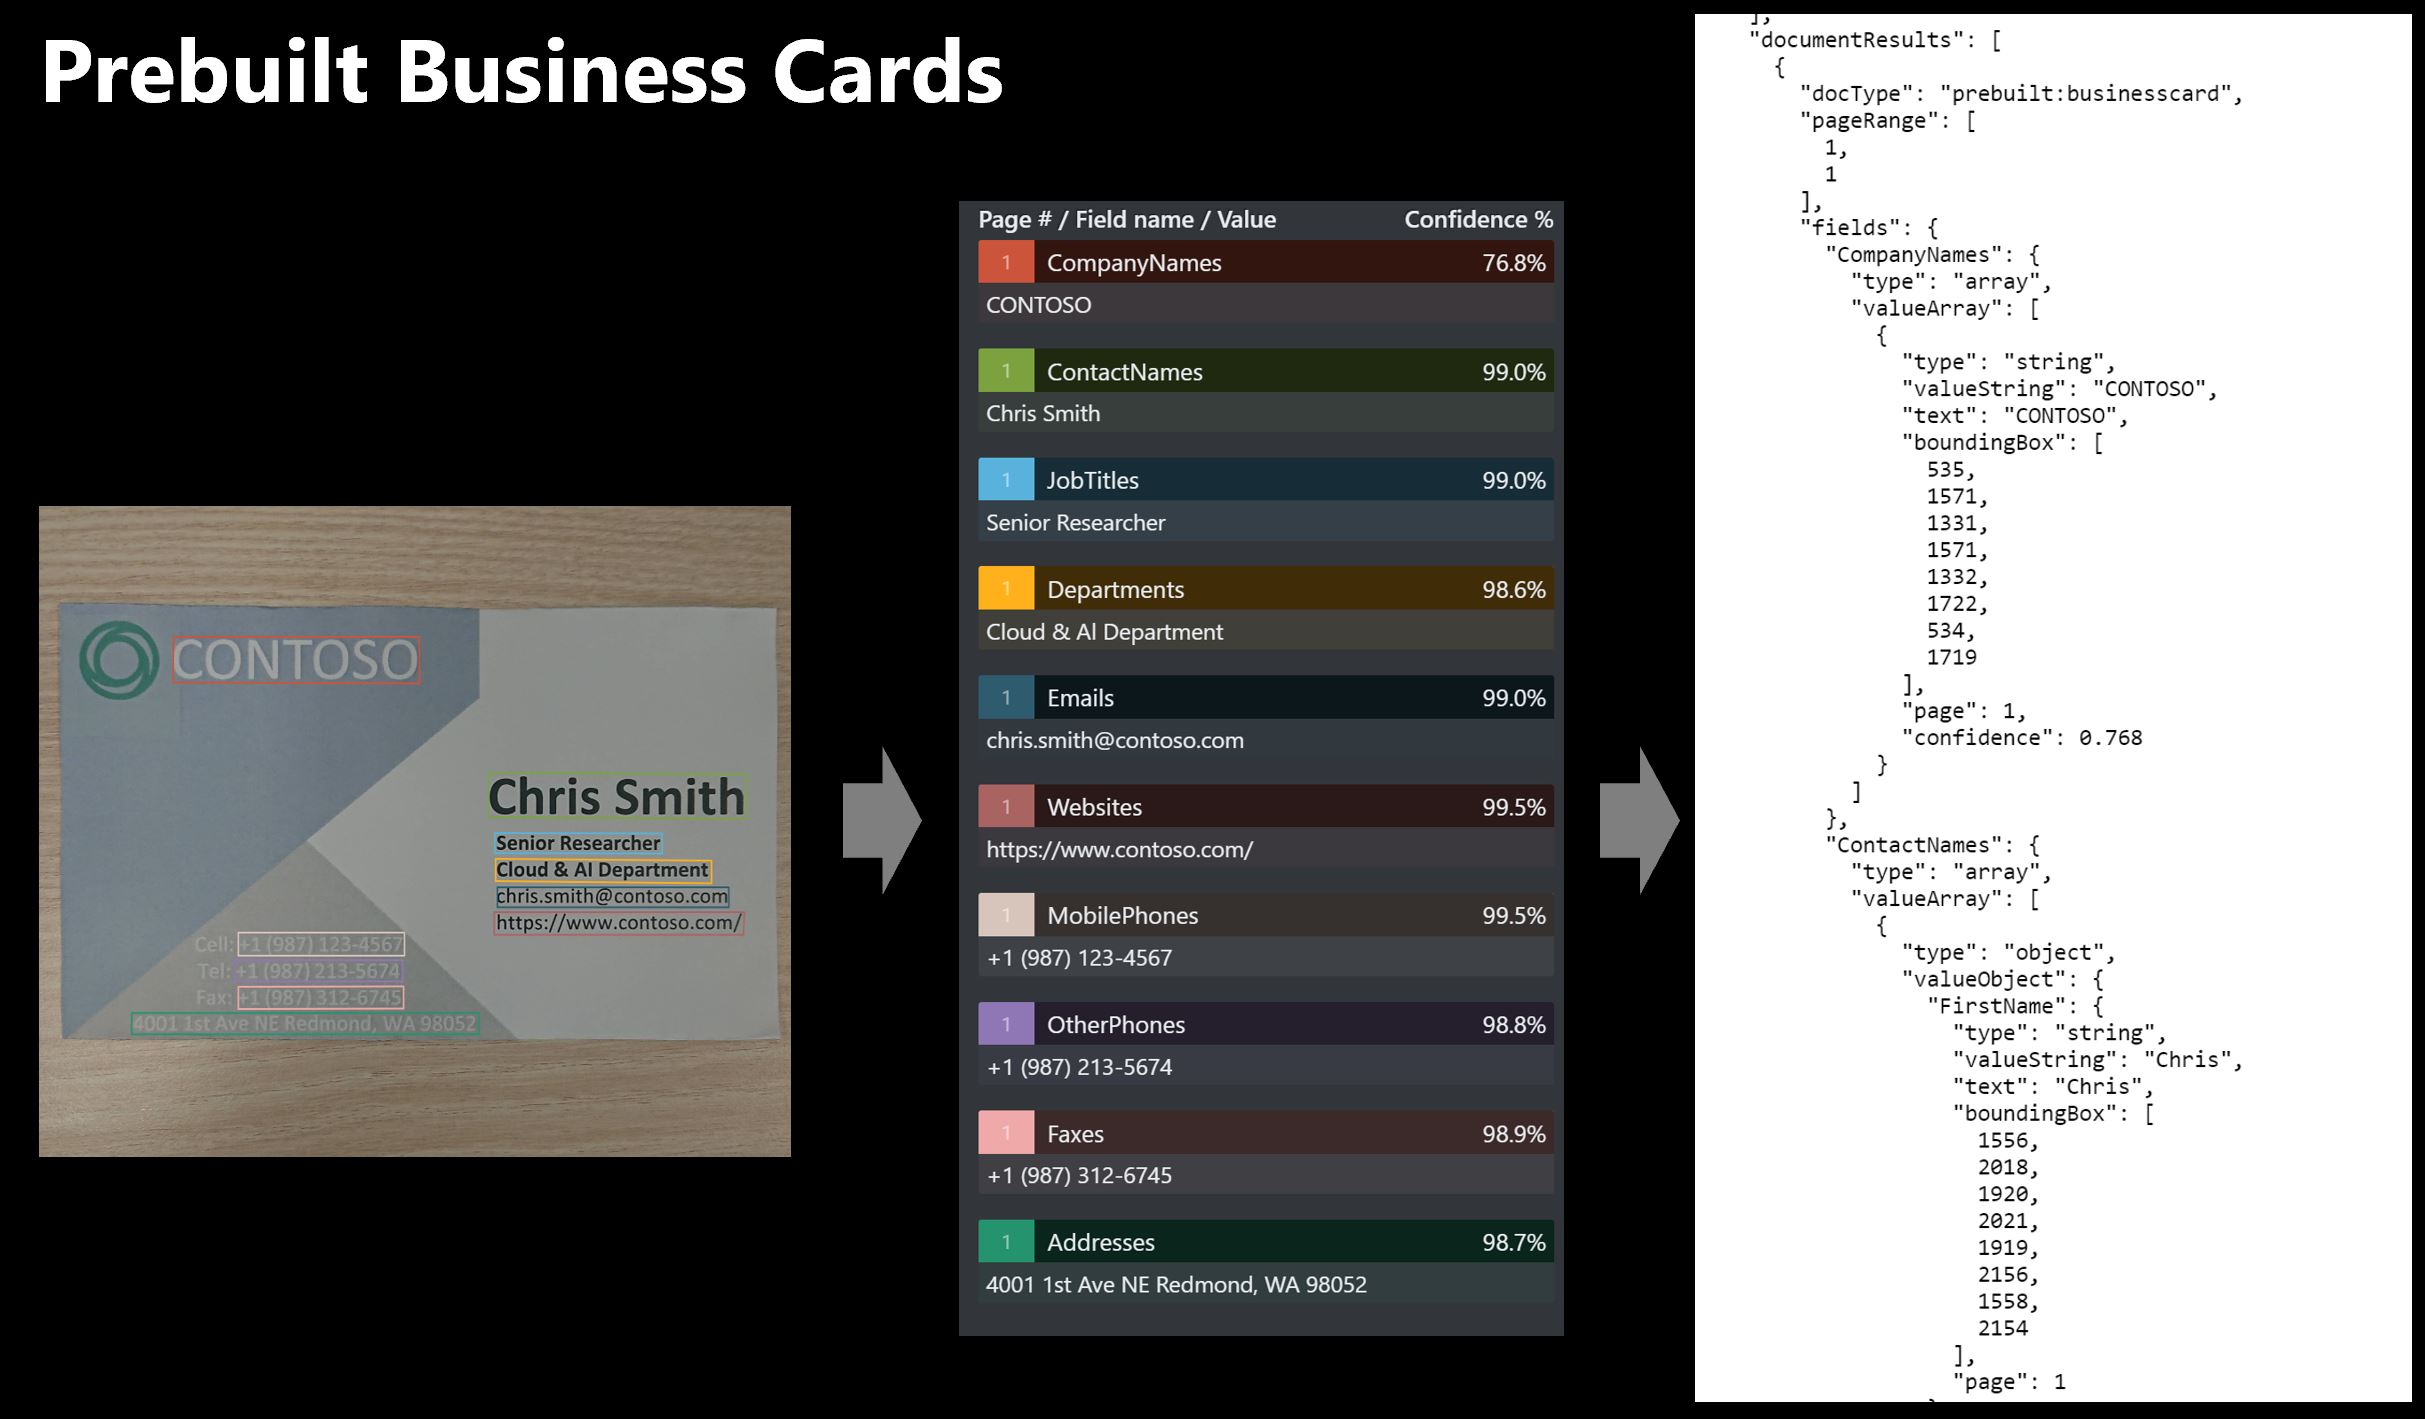 Prebuilt Business Cards
CONTOSO
Chris Smith
Senior Researcher
Cloud & AI Department
chris.smith@contoso.com
https://www.contoso.com/
Cell: +1 (987) 123-4567
Tel: +1 (987) 213-5674
Fax: +1 (987) 312-6745
4001 1st Ave NE Redmond, WA 98052
Page # / Field name / Value Confidence %
1 CompanyNames 76.8%
CONTOSO
1 ContactNames 99.0%
Chris Smith
1 JobTitles 99.0%
Senior Researcher
1 Departments 98.6%
Cloud & Al Department
1 Emails 99.0%
chris.smith@contoso.com
1 Websites 99.5%
https://www.contoso.com/
1 MobilePhones 99.5%
+1 (987) 123-4567
1 OtherPhones 98.8%
+1 (987) 213-5674
1 Faxes 98.9%
+1 (987) 312-6745
1 Addresses 98.7%
4001 1st Ave NE Redmond, WA 98052
],
"documentResults": [
{
"docType": "prebuilt:businesscard",
"pageRange": [
1,
1
],
"fields": {
"CompanyNames": {
"type": "array",
"valueArray": [
{
"type": "string",
"valueString": "CONTOSO",
"text": "CONTOSO",
"boundingBox": [
535,
1571,
1331,
1571,
1332,
1722,
534,
1719
],
"page": 1,
"confidence": 0.768
}
]
},
"ContactNames": {
"type": "array",
"valueArray": [
{
"type": "object",
"valueObject": {
"FirstName": {
"type": "string",
"valueString": "Chris",
"text": "Chris",
"boundingBox": [
1556,
2018,
1920,
2021,
1919,
2156,
1558,
2154
],
"page": 1